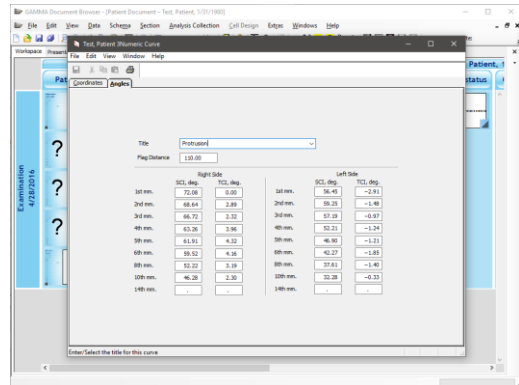 GAMMA Document Browser - [Patient Document - Test, Patient, 1/31/1980]
File Edit View Data Schema Section Analysis Collection Cell Design Extras Windows Help
Workspace Present
Patient, 1
Pat
status
Examination
4/28/2016
?
?
?
Test, Patient 3Numeric Curve
File Edit View Window Help
Coordinates Angles
Title Protrusion
Flag Distance 110.00
Right Side Left Side
SCI, deg. TCI, deg. SCI, deg. TCI, deg.
1st mm. 72.08 0.00 1st mm. 56.45 -2.91
2nd mm. 68.64 2.89 2nd mm. 59.25 -1.48
3rd mm. 66.72 2.32 3rd mm. 57.19 -0.97
4th mm. 63.26 3.96 4th mm. 52.21 -1.24
5th mm. 61.91 4.32 5th mm. 46.90 -1.21
6th mm. 59.52 4.16 6th mm. 42.27 -1.85
8th mm. 52.22 3.19 8th mm. 37.61 -1.40
10th mm. 46.28 2.30 10th mm. 32.28 -0.33
14th mm. . . 14th mm. . .
Enter/Select the title for this curve